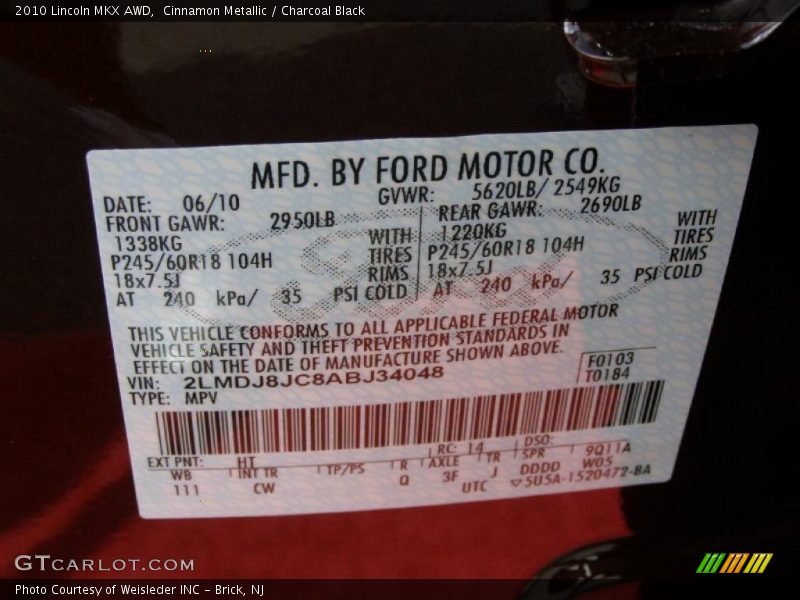 2010 Lincoln MKX AWD,  Cinnamon Metallic / Charcoal Black
MFD. BY FORD MOTOR CO.
DATE: 06/10 GVWR: 5620LB/ 2549KG
FRONT GAWR: 2950LB REAR GAWR: 2690LB
1338KG WITH 1220KG WITH
P245/60R18 104H TIRES P245/60R18 104H TIRES
18x7.5J RIMS 18x7.5J RIMS
AT 240 kPa/ 35 PSI COLD AT 240 kPa/ 35 PSI COLD
THIS VEHICLE CONFORMS TO ALL APPLICABLE FEDERAL MOTOR
VEHICLE SAFETY AND THEFT PREVENTION STANDARDS IN
EFFECT ON THE DATE OF MANUFACTURE SHOWN ABOVE.
F0103
VIN: 2LMDJ8JC8ABJ34048 T0184
TYPE: MPV
EXT PNT: HT RC: 14 DSO: 9Q11A
WB INT TR TP/PS R AXLE TR SPR W05
111 CW Q 3F J DDDD
UTC ▽5U5A-1520472-BA
GTCARLOT.COM
Photo Courtesy of Weisleder INC - Brick, NJ